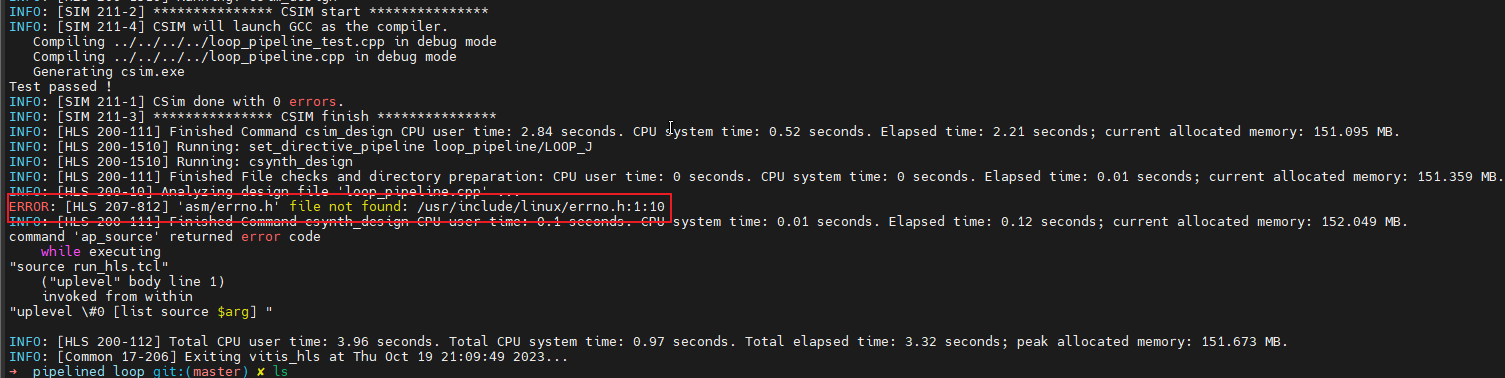 INFO: [SIM 211-2] *************** CSIM start ***************
INFO: [SIM 211-4] CSIM will launch GCC as the compiler.
   Compiling ../../../../loop_pipeline_test.cpp in debug mode
   Compiling ../../../../loop_pipeline.cpp in debug mode
   Generating csim.exe
Test passed !
INFO: [SIM 211-1] CSim done with 0 errors.
INFO: [SIM 211-3] *************** CSIM finish ***************
INFO: [HLS 200-111] Finished Command csim_design CPU user time: 2.84 seconds. CPU system time: 0.52 seconds. Elapsed time: 2.21 seconds; current allocated memory: 151.095 MB.
INFO: [HLS 200-1510] Running: set_directive_pipeline loop_pipeline/LOOP_J
INFO: [HLS 200-1510] Running: csynth_design
INFO: [HLS 200-111] Finished File checks and directory preparation: CPU user time: 0 seconds. CPU system time: 0 seconds. Elapsed time: 0.01 seconds; current allocated memory: 151.359 MB.
INFO: [HLS 200-10] Analyzing design file 'loop_pipeline.cpp' ...
ERROR: [HLS 207-812] 'asm/errno.h' file not found: /usr/include/linux/errno.h:1:10
INFO: [HLS 200-111] Finished Command csynth_design CPU user time: 0.1 seconds. CPU system time: 0.01 seconds. Elapsed time: 0.12 seconds; current allocated memory: 152.049 MB.
command 'ap_source' returned error code
    while executing
"source run_hls.tcl"
    ("uplevel" body line 1)
    invoked from within
"uplevel \#0 [list source $arg] "

INFO: [HLS 200-112] Total CPU user time: 3.96 seconds. Total CPU system time: 0.97 seconds. Total elapsed time: 3.32 seconds; peak allocated memory: 151.673 MB.
INFO: [Common 17-206] Exiting vitis_hls at Thu Oct 19 21:09:49 2023...
→  pipelined_loop git:(master) ✘ ls